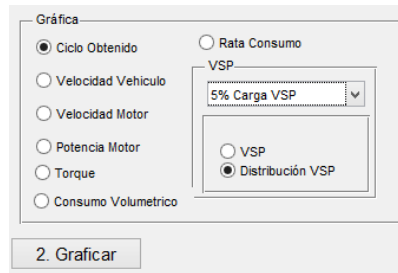 Gráfica
Ciclo Obtenido
Rata Consumo
Velocidad Vehiculo
VSP
5% Carga VSP
Velocidad Motor
Potencia Motor
VSP
Torque
Distribución VSP
Consumo Volumetrico
2. Graficar